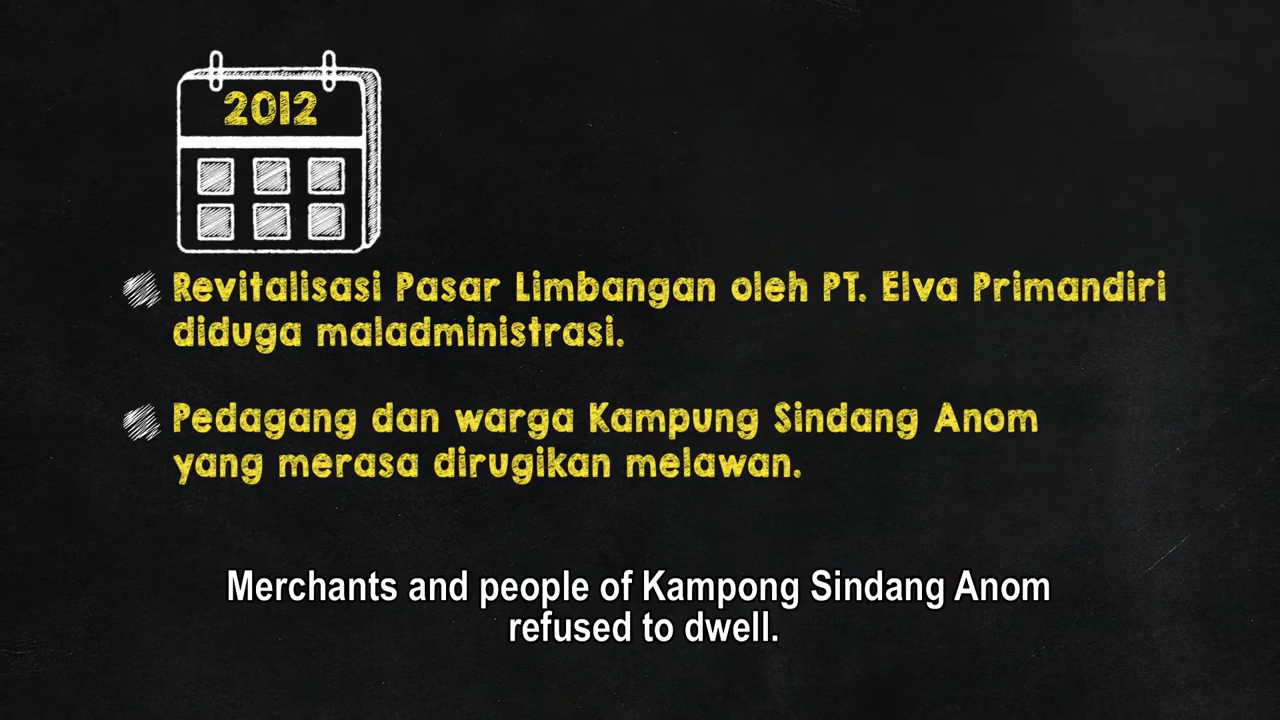 2012
Revitalisasi Pasar Limbangan oleh PT. Elva Primandiri
diduga maladministrasi.
Pedagang dan warga Kampung Sindang Anom
yang merasa dirugikan melawan.
Merchants and people of Kampong Sindang Anom
refused to dwell.